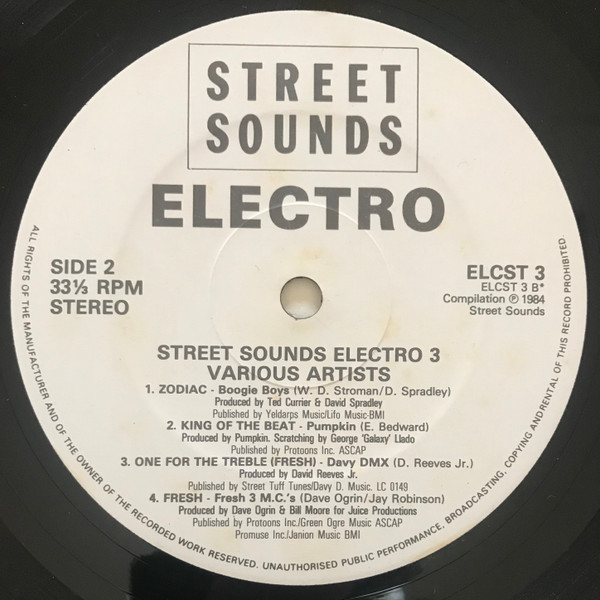 STREET
SOUNDS
ELECTRO
SIDE 2
33⅓ RPM
STEREO
ELCST 3
ELCST 3 B*
Compilation ℗ 1984
Street Sounds
STREET SOUNDS ELECTRO 3
VARIOUS ARTISTS
1. ZODIAC - Boogie Boys (W. D. Stroman/D. Spradley)
Produced by Ted Currier & David Spradley
Published by Yeldarps Music/Lifo Music-BMI
2. KING OF THE BEAT - Pumpkin (E. Bedward)
Produced by Pumpkin. Scratching by George 'Galaxy' Llado
Published by Protoons Inc. ASCAP
3. ONE FOR THE TREBLE (FRESH) - Davy DMX (D. Reeves Jr.)
Produced by David Reeves Jr.
Published by Street Tuff Tunes/Davy D. Music. LC 0149
4. FRESH - Fresh 3 M.C.'s (Dave Ogrin/Jay Robinson)
Produced by Dave Ogrin & Bill Moore for Juice Productions
Published by Protoons Inc/Green Ogre Music ASCAP
Promuse Inc/Janion Music BMI
ALL RIGHTS OF THE MANUFACTURER AND OF THE OWNER OF THE RECORDED WORK RESERVED. UNAUTHORISED PUBLIC PERFORMANCE, BROADCASTING, COPYING AND RENTAL OF THIS RECORD PROHIBITED.